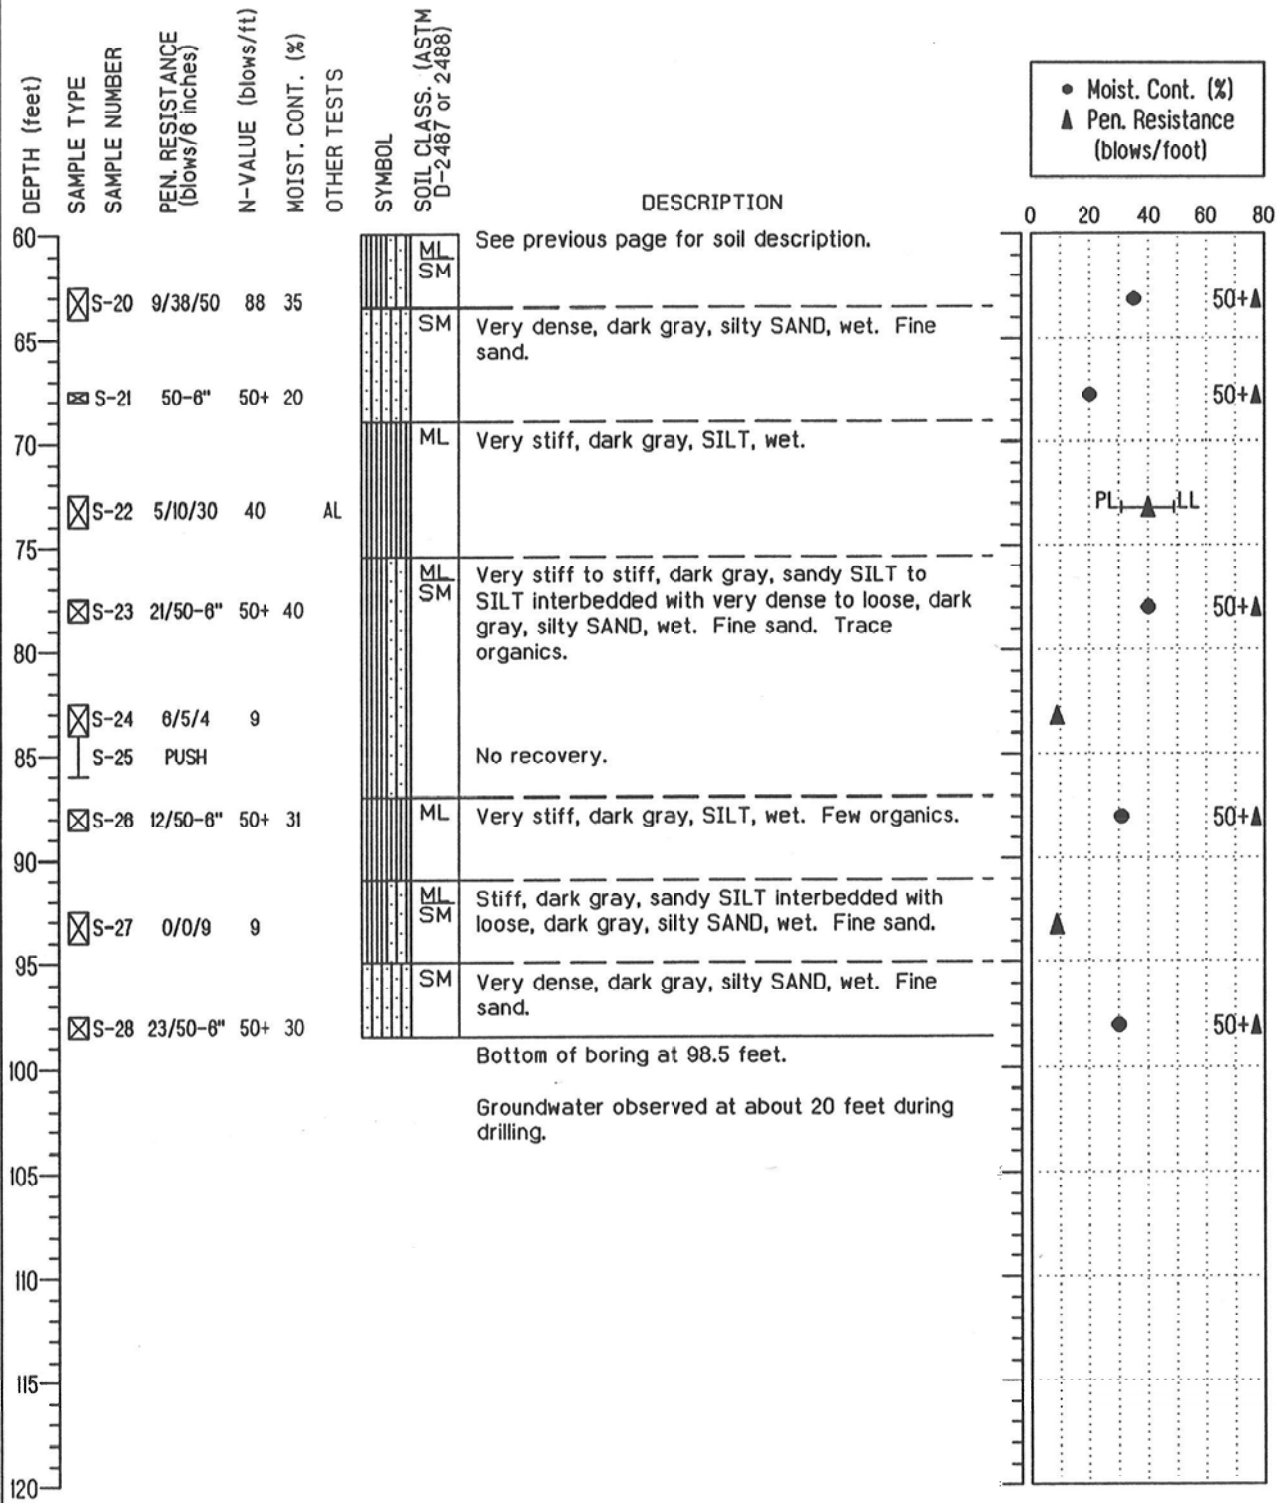 DEPTH (feet)
SAMPLE TYPE
SAMPLE NUMBER
PEN. RESISTANCE
(blows/6 inches)
N-VALUE (blows/ft)
MOIST. CONT. (%)
OTHER TESTS
SYMBOL
SOIL CLASS. (ASTM
D-2487 or 2488)
DESCRIPTION
● Moist. Cont. (%)
▲ Pen. Resistance
(blows/foot)
0 20 40 60 80
60
ML
SM
See previous page for soil description.
S-20 9/38/50 88 35
50+
SM
Very dense, dark gray, silty SAND, wet. Fine
sand.
65
S-21 50-6" 50+ 20
50+
70
ML
Very stiff, dark gray, SILT, wet.
S-22 5/10/30 40 AL
PL LL
75
ML
SM
Very stiff to stiff, dark gray, sandy SILT to
SILT interbedded with very dense to loose, dark
gray, silty SAND, wet. Fine sand. Trace
organics.
S-23 21/50-6" 50+ 40
50+
80
S-24 6/5/4 9
85
S-25 PUSH
No recovery.
S-26 12/50-6" 50+ 31
ML
Very stiff, dark gray, SILT, wet. Few organics.
50+
90
ML
SM
Stiff, dark gray, sandy SILT interbedded with
loose, dark gray, silty SAND, wet. Fine sand.
S-27 0/0/9 9
95
SM
Very dense, dark gray, silty SAND, wet. Fine
sand.
S-28 23/50-6" 50+ 30
50+
Bottom of boring at 98.5 feet.
100
Groundwater observed at about 20 feet during
drilling.
105
110
115
120